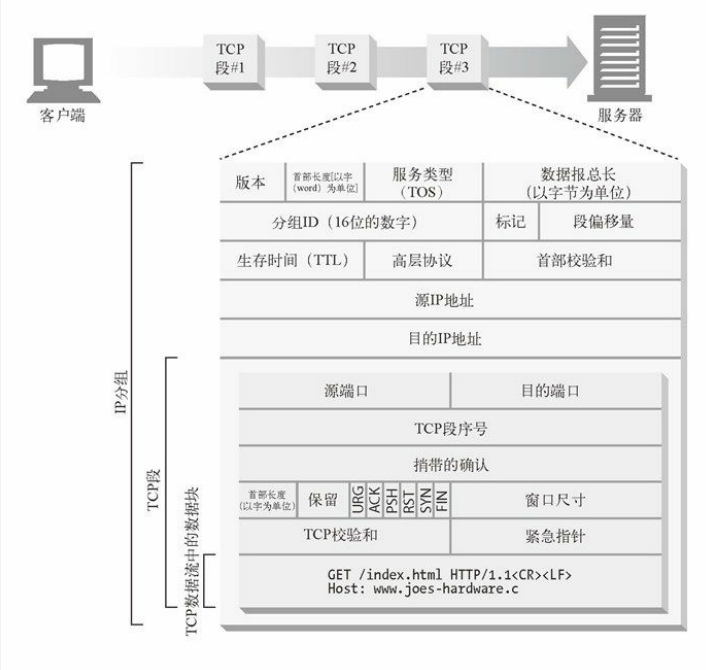 TCP
段#1
TCP
段#2
TCP
段#3
客户端
服务器
版本
首部长度[以字
(word)为单位]
服务类型
(TOS)
数据报总长
(以字节为单位)
分组ID（16位的数字）
标记
段偏移量
生存时间（TTL）
高层协议
首部校验和
源IP地址
目的IP地址
IP分组
TCP段
TCP数据流中的数据块
源端口
目的端口
TCP段序号
捎带的确认
首部长度
(以字为单位)
保留
URG
ACK
PSH
RST
SYN
FIN
窗口尺寸
TCP校验和
紧急指针
GET /index.html HTTP/1.1<CR><LF>
Host: www.joes-hardware.c